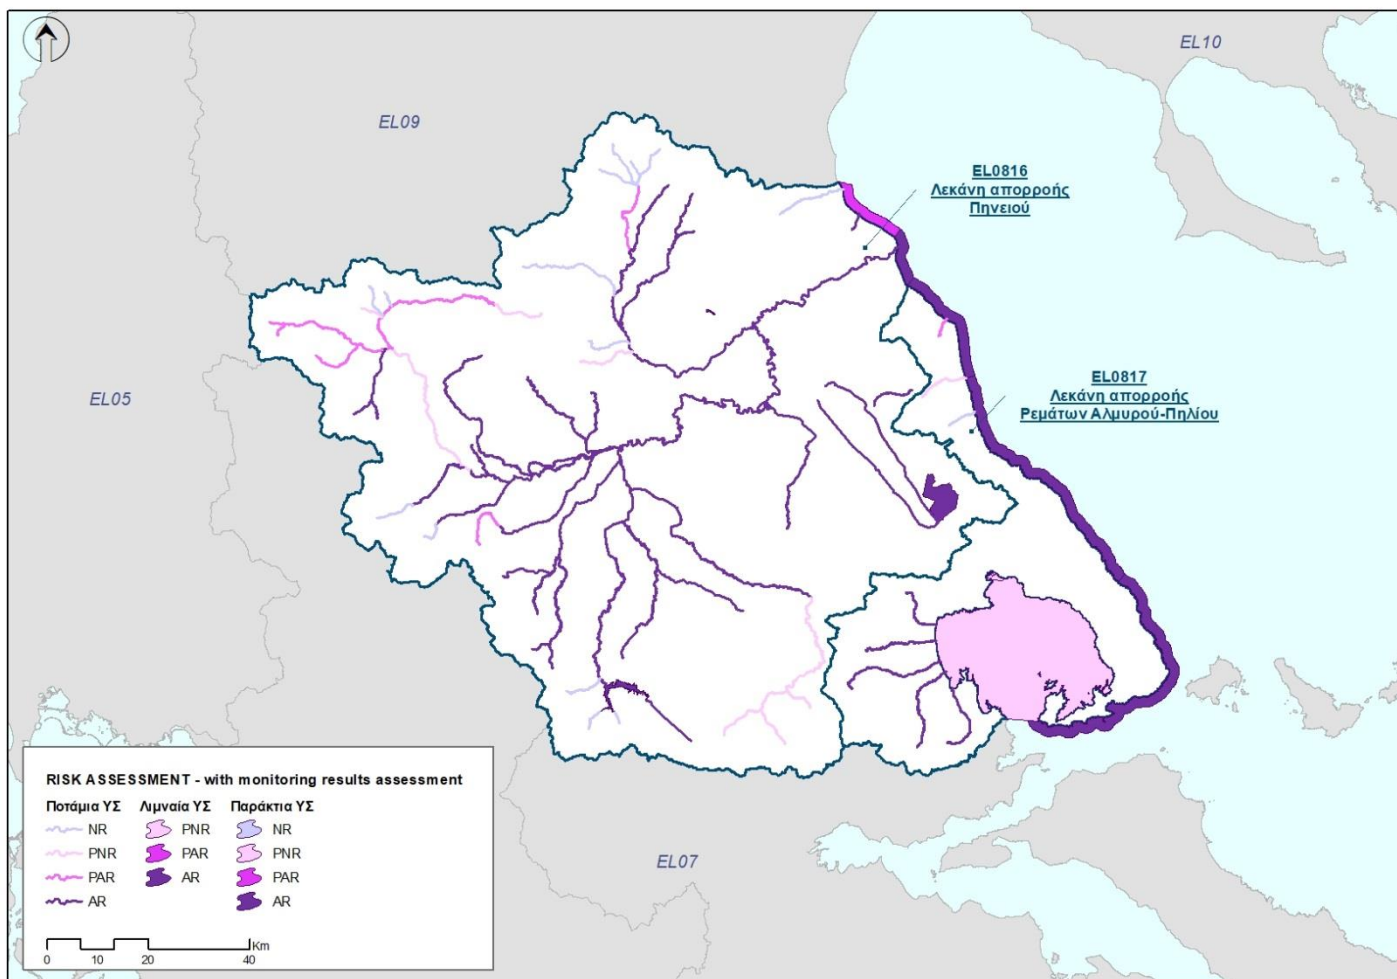 EL10
EL09
EL0816
Λεκάνη απορροής
Πηνειού
EL05
EL0817
Λεκάνη απορροής
Ρεμάτων Αλμυρού-Πηλίου
EL07
RISK ASSESSMENT - with monitoring results assessment
Ποτάμια ΥΣ Λιμναία ΥΣ Παράκτια ΥΣ
NR PNR NR
PNR PAR PNR
PAR AR PAR
AR AR
Km
0 10 20 40